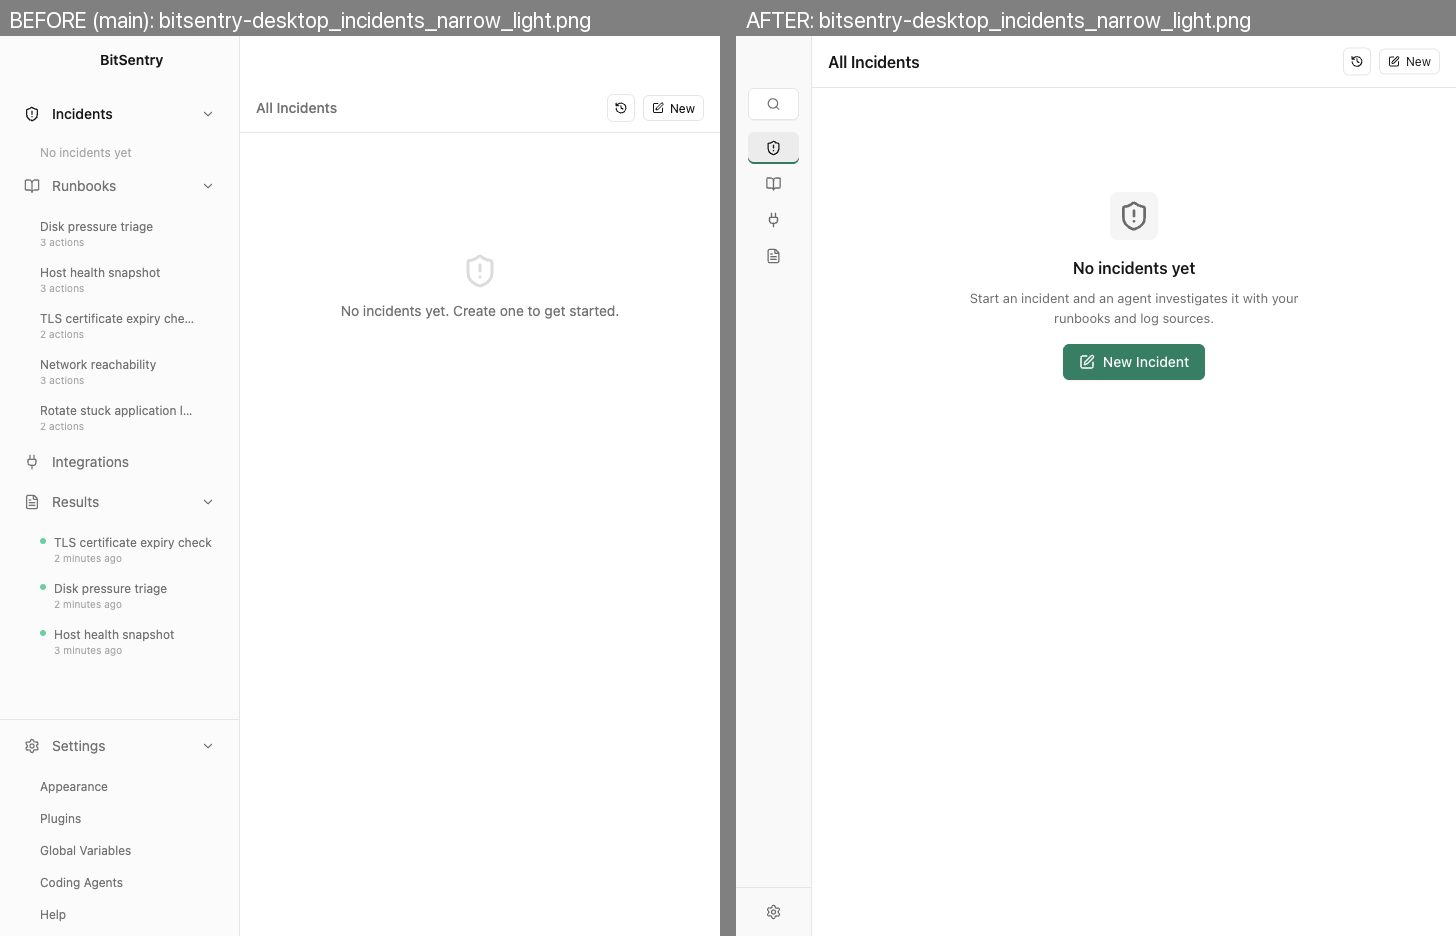 BEFORE (main): bitsentry-desktop_incidents_narrow_light.png
BitSentry
Incidents
No incidents yet
Runbooks
Disk pressure triage
3 actions
Host health snapshot
3 actions
TLS certificate expiry che...
2 actions
Network reachability
3 actions
Rotate stuck application l...
2 actions
Integrations
Results
TLS certificate expiry check
2 minutes ago
Disk pressure triage
2 minutes ago
Host health snapshot
3 minutes ago
Settings
Appearance
Plugins
Global Variables
Coding Agents
Help
All Incidents
New
No incidents yet. Create one to get started.
AFTER: bitsentry-desktop_incidents_narrow_light.png
All Incidents
New
No incidents yet
Start an incident and an agent investigates it with your
runbooks and log sources.
New Incident